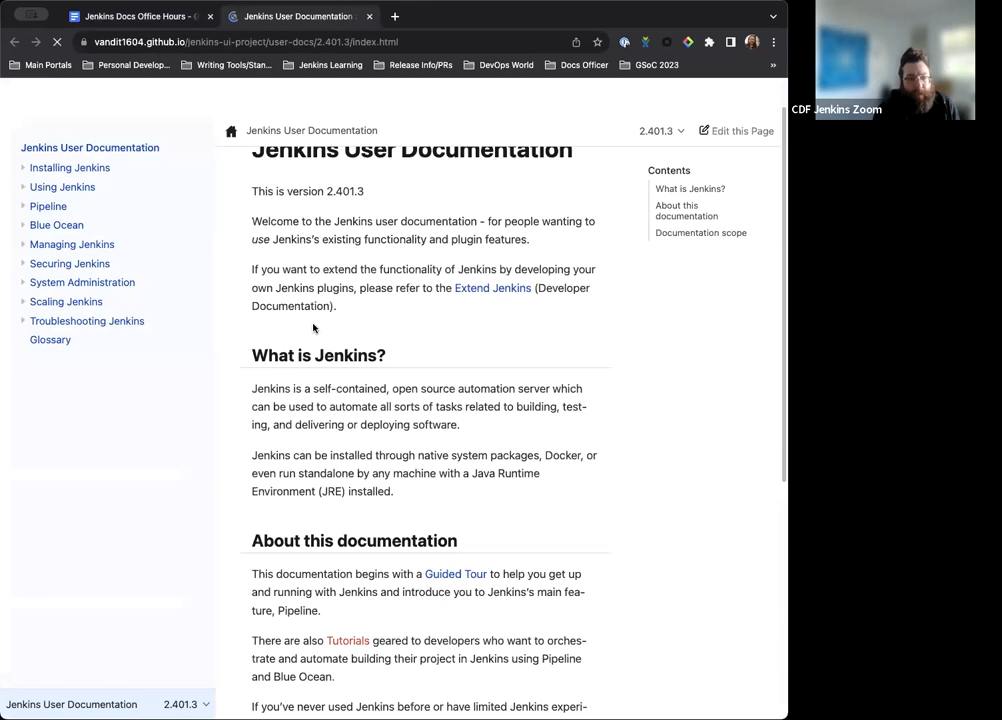 Jenkins Docs Office Hours -
Jenkins User Documentation
vandit1604.github.io/jenkins-ui-project/user-docs/2.401.3/index.html
Main Portals
Personal Develop...
Writing Tools/Stan...
Jenkins Learning
Release Info/PRs
DevOps World
Docs Officer
GSoC 2023
»
CDF Jenkins Zoom
Jenkins User Documentation
2.401.3
Edit this Page
Jenkins User Documentation
Installing Jenkins
Using Jenkins
Pipeline
Blue Ocean
Managing Jenkins
Securing Jenkins
System Administration
Scaling Jenkins
Troubleshooting Jenkins
Glossary
Jenkins User Documentation
2.401.3
Jenkins User Documentation
This is version 2.401.3
Welcome to the Jenkins user documentation - for people wanting to
use Jenkins's existing functionality and plugin features.
If you want to extend the functionality of Jenkins by developing your
own Jenkins plugins, please refer to the Extend Jenkins (Developer
Documentation).
What is Jenkins?
Jenkins is a self-contained, open source automation server which
can be used to automate all sorts of tasks related to building, test-
ing, and delivering or deploying software.
Jenkins can be installed through native system packages, Docker, or
even run standalone by any machine with a Java Runtime
Environment (JRE) installed.
About this documentation
This documentation begins with a Guided Tour to help you get up
and running with Jenkins and introduce you to Jenkins's main fea-
ture, Pipeline.
There are also Tutorials geared to developers who want to orches-
trate and automate building their project in Jenkins using Pipeline
and Blue Ocean.
If you've never used Jenkins before or have limited Jenkins experi-
Contents
What is Jenkins?
About this
documentation
Documentation scope